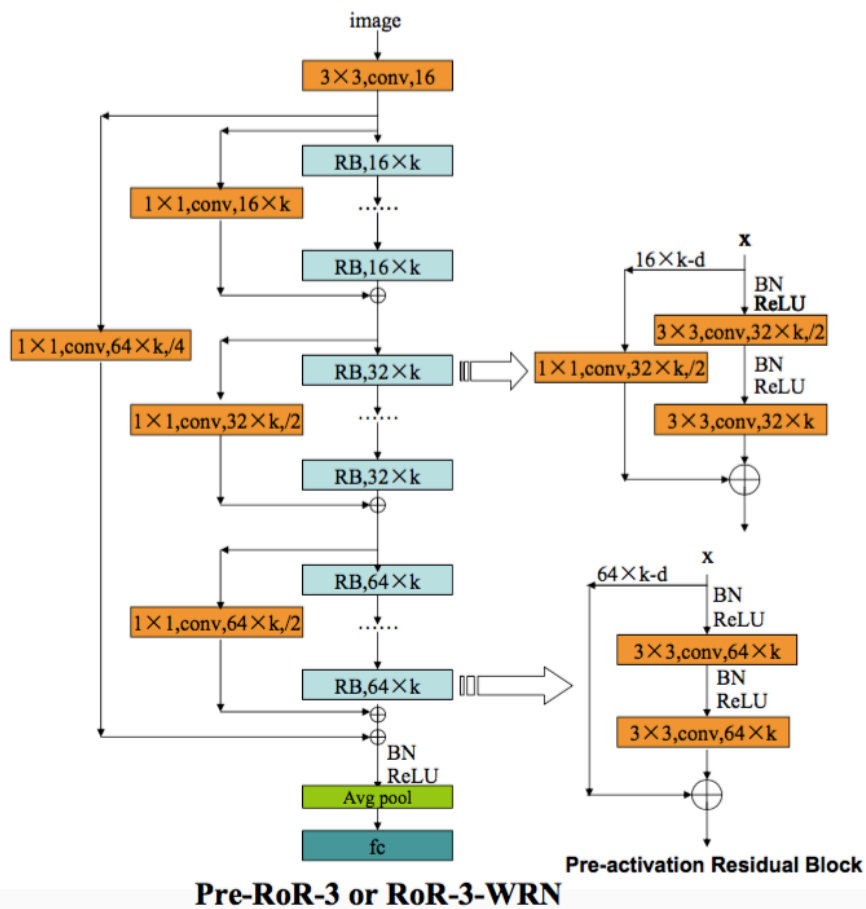 image
3×3,conv,16
RB,16×k
1×1,conv,16×k
......
RB,16×k
1×1,conv,64×k,/4
RB,32×k
1×1,conv,32×k,/2
......
RB,32×k
RB,64×k
1×1,conv,64×k,/2
......
RB,64×k
BN
ReLU
Avg pool
fc
x
16×k-d
BN
ReLU
3×3,conv,32×k,/2
1×1,conv,32×k,/2
BN
ReLU
3×3,conv,32×k
x
64×k-d
BN
ReLU
3×3,conv,64×k
BN
ReLU
3×3,conv,64×k
Pre-activation Residual Block
Pre-RoR-3 or RoR-3-WRN